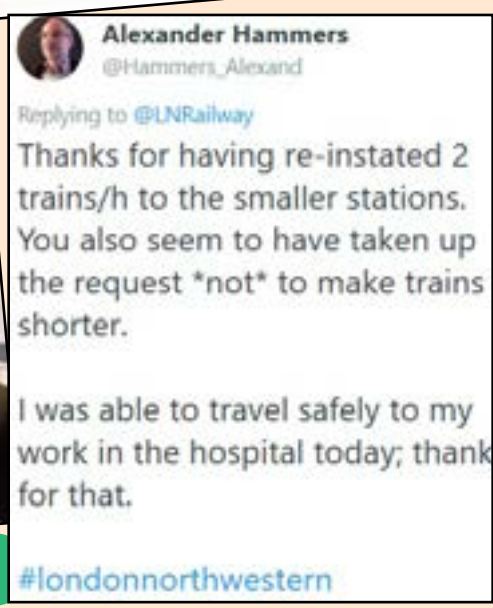 Alexander Hammers
@Hammers_Alexand
Replying to @LNRailway
Thanks for having re-instated 2
trains/h to the smaller stations.
You also seem to have taken up
the request *not* to make trains
shorter.
I was able to travel safely to my
work in the hospital today; thank
for that.
#londonnorthwestern